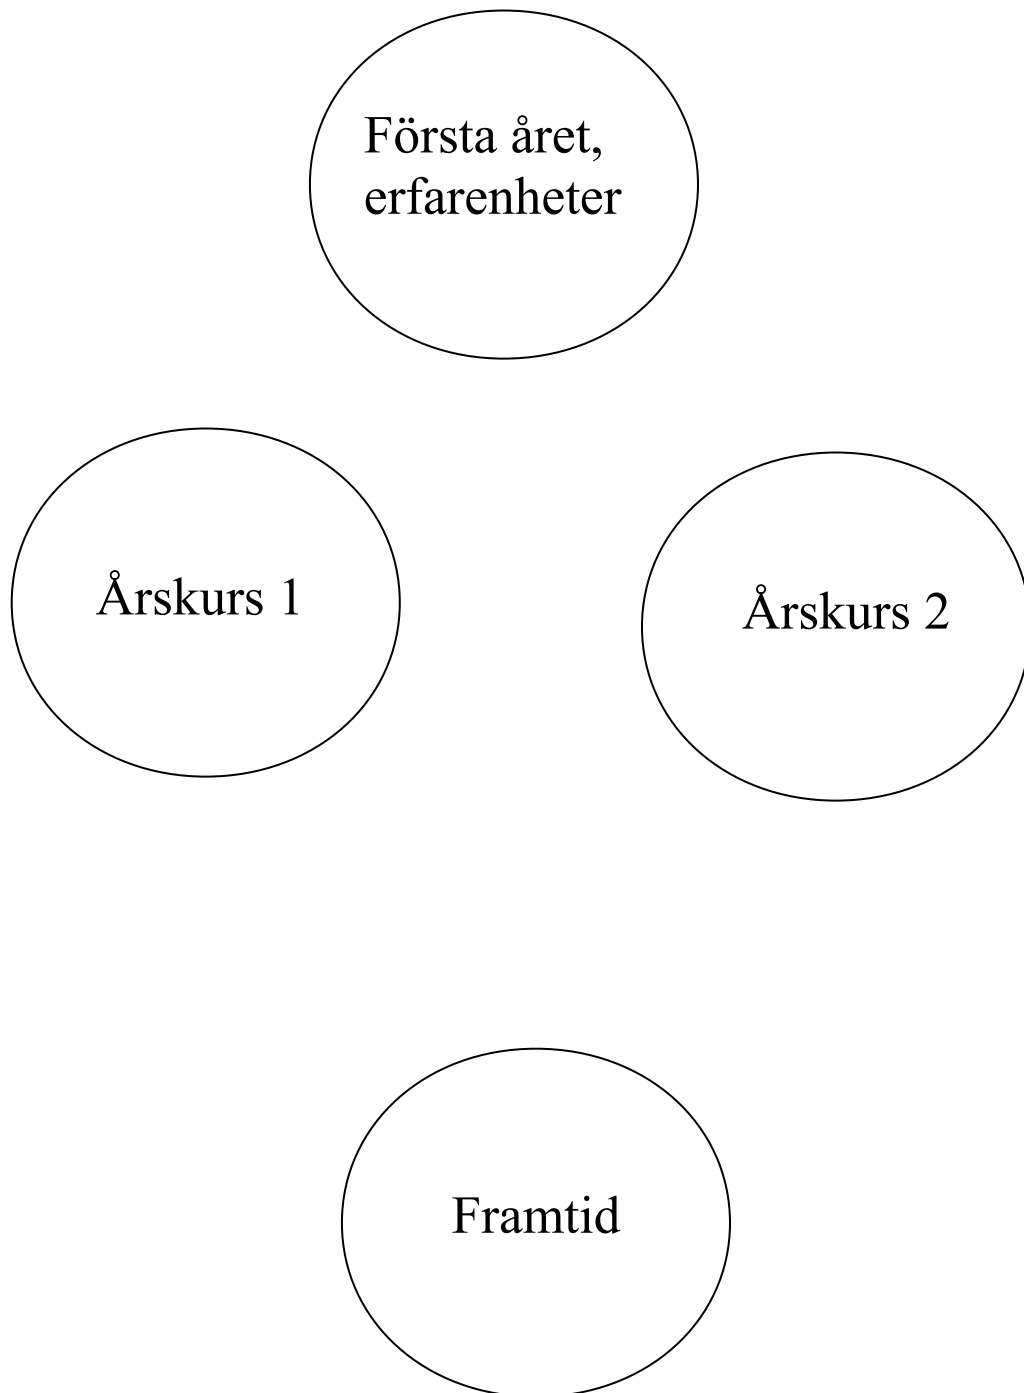 Första året,
erfarenheter
Årskurs 1
Årskurs 2
Framtid